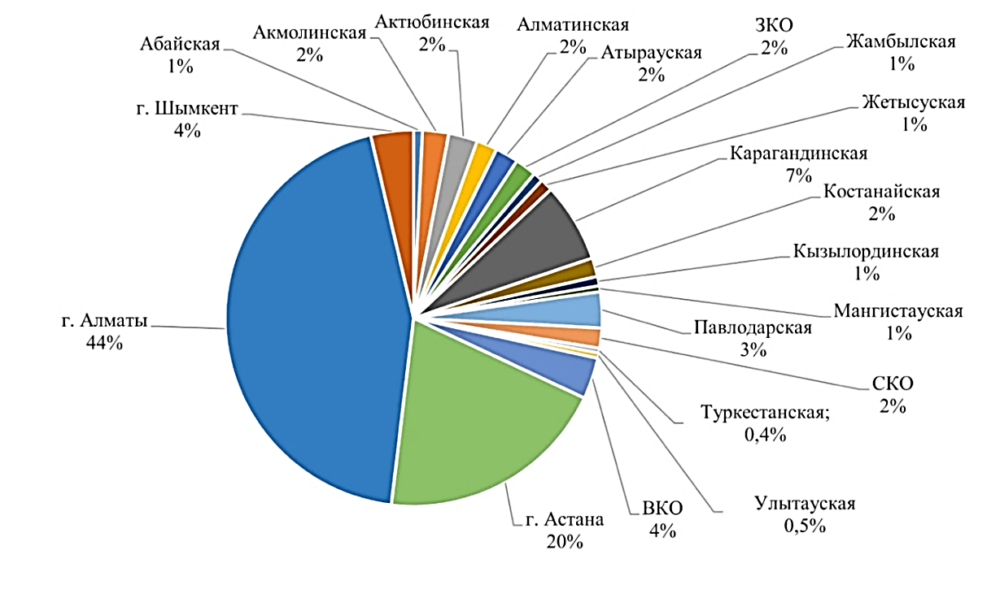 Абайская
1%
Акмолинская
2%
Актюбинская
2%
Алматинская
2%
Атырауская
2%
ЗКО
2%
Жамбылская
1%
Жетысуская
1%
Карагандинская
7%
Костанайская
2%
Кызылординская
1%
Мангистауская
1%
Павлодарская
3%
СКО
2%
Туркестанская;
0,4%
Улытауская
0,5%
ВКО
4%
г. Астана
20%
г. Алматы
44%
г. Шымкент
4%